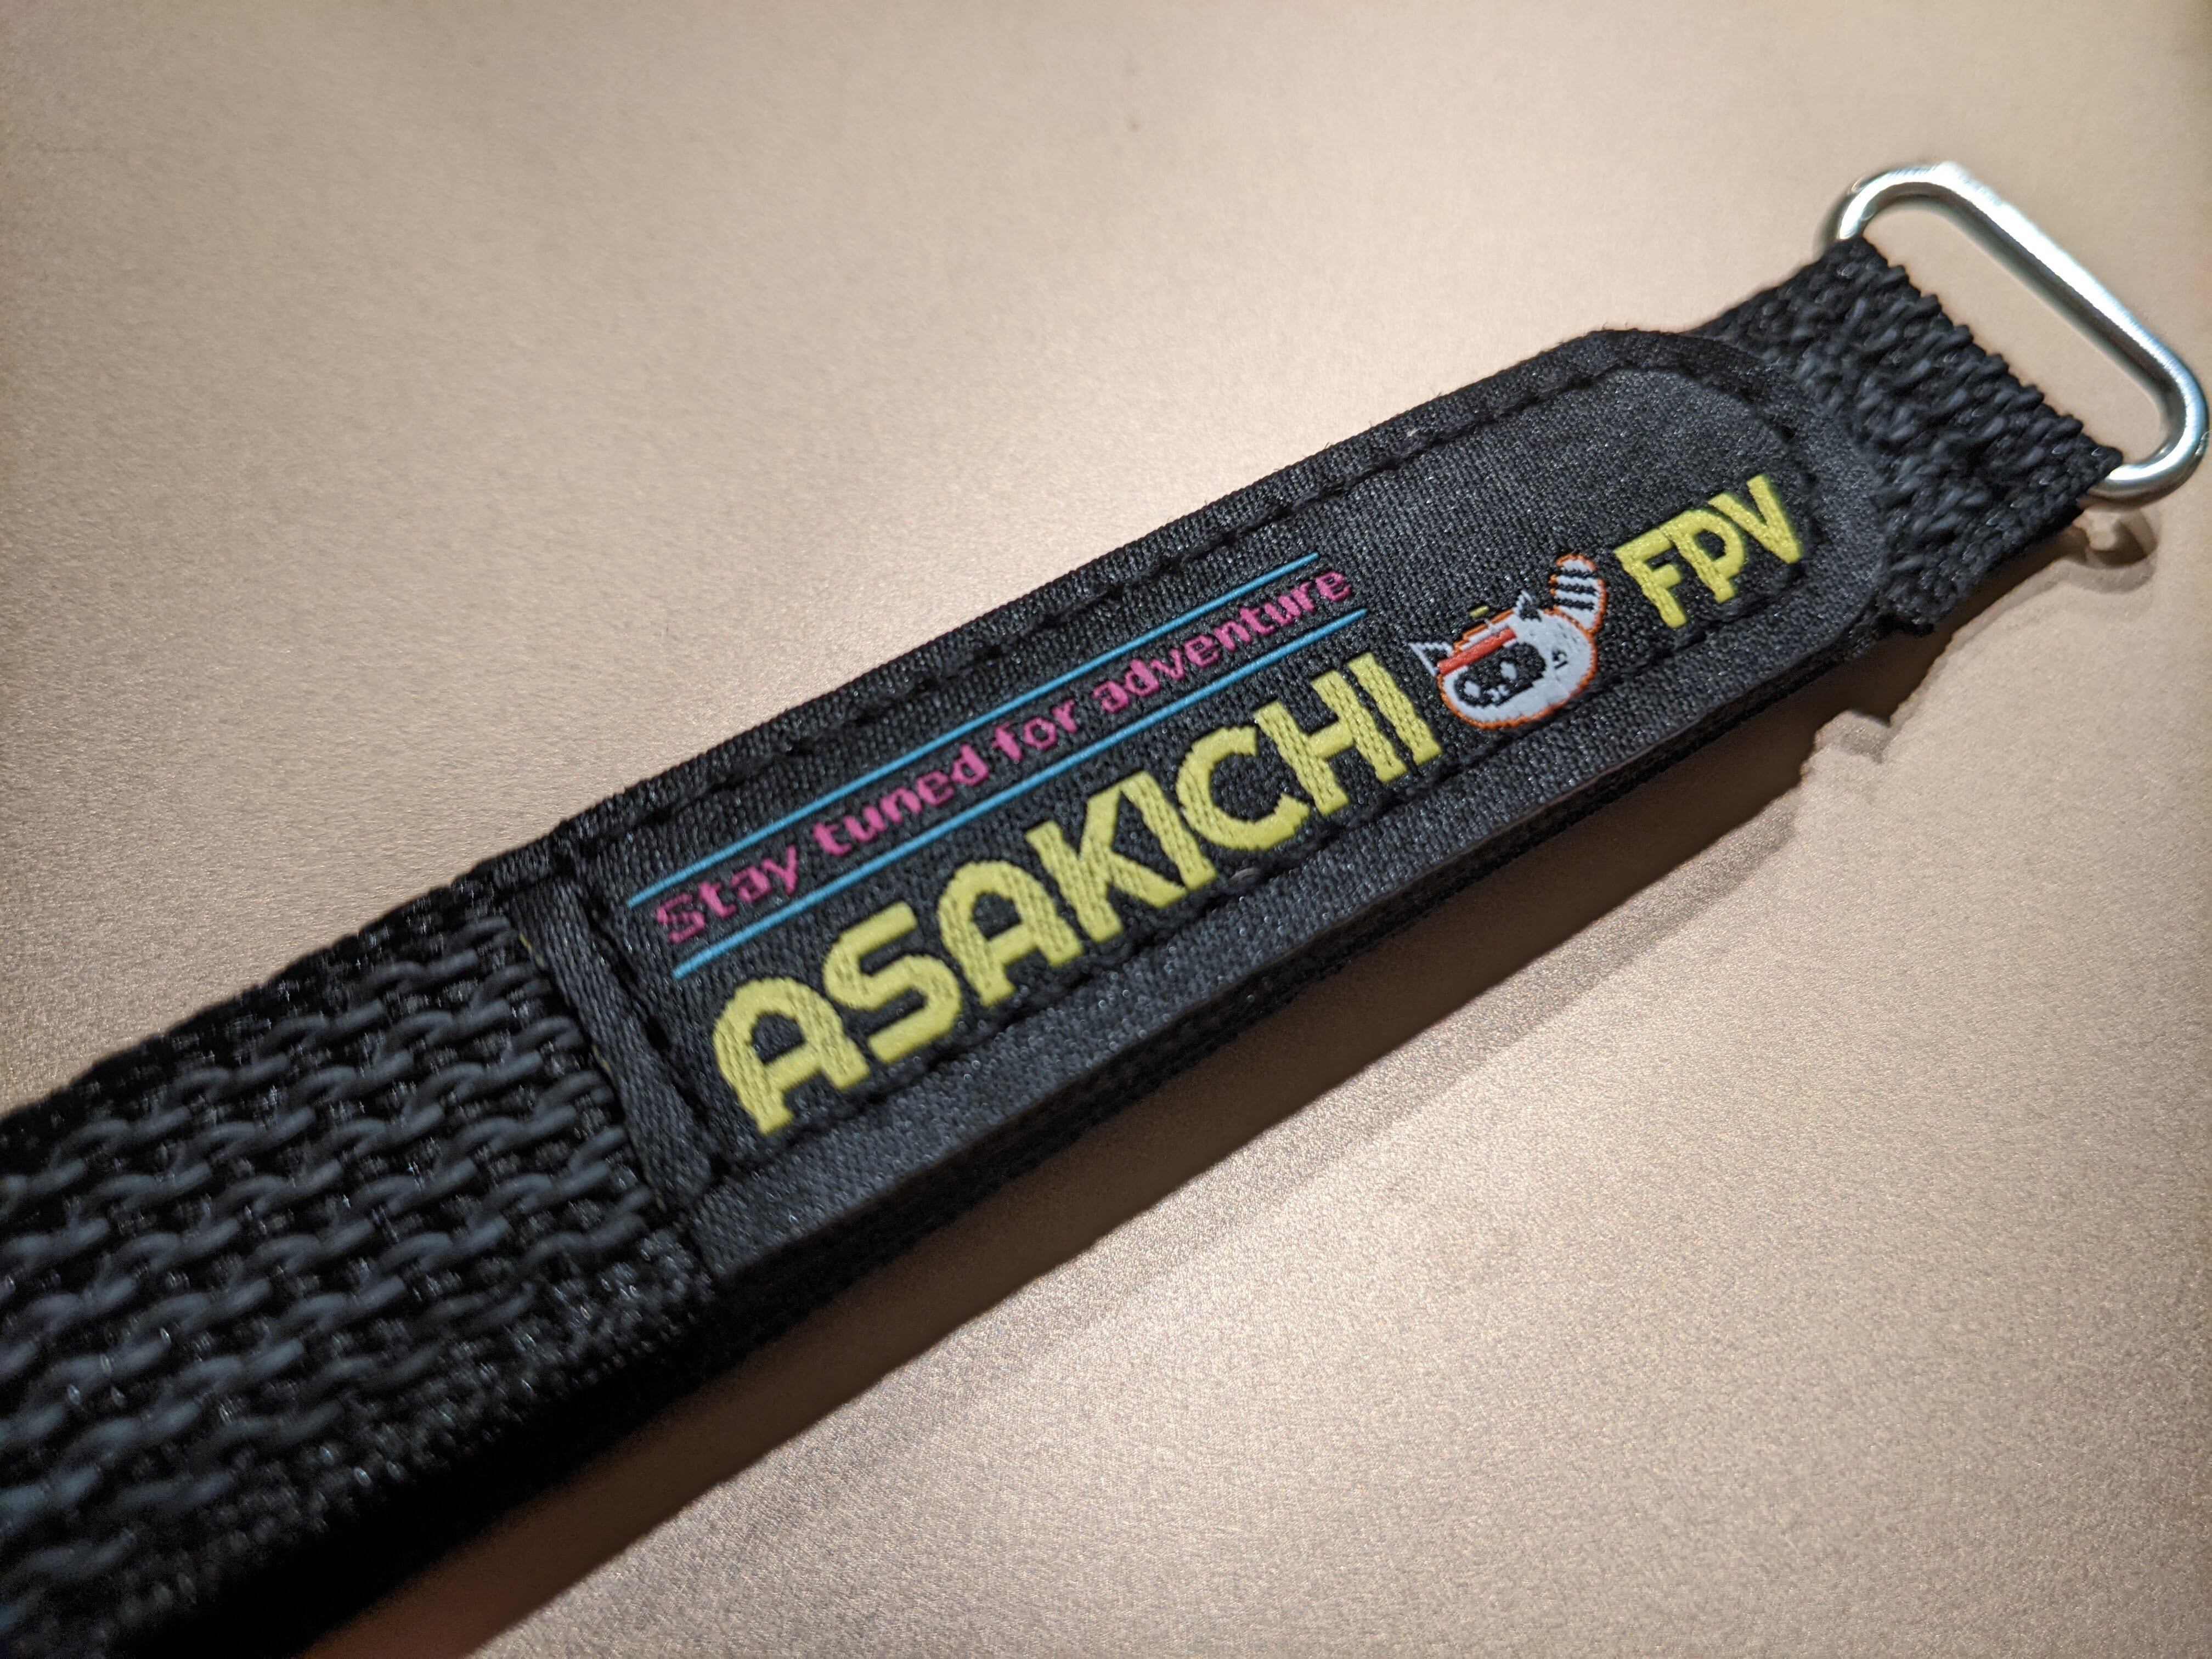 Stay tuned for adventure
ASAKICHI FPV